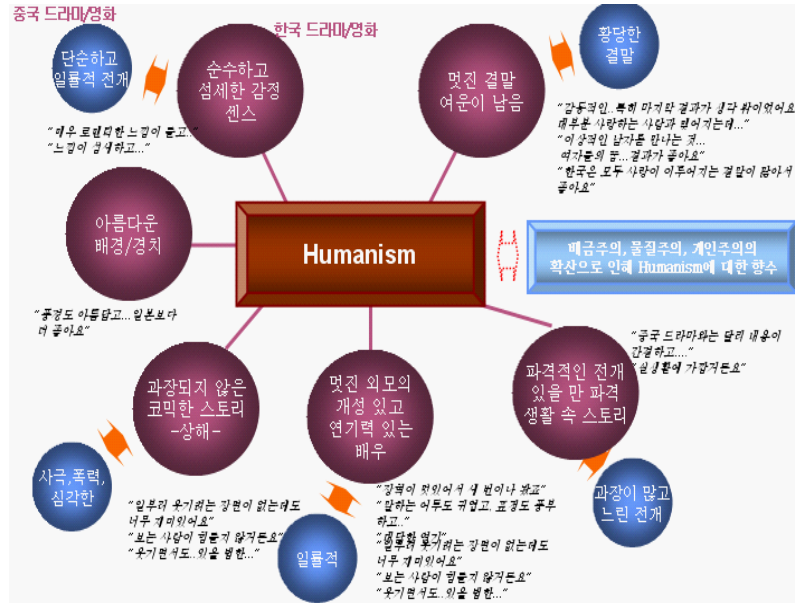 중국 드라마/영화
한국 드라마/영화
단순하고
일률적 전개
순수하고
섬세한 감정
센스
멋진 결말
여운이 남음
황당한
결말
"매우 로맨틱한 느낌이 들고.."
"느낌이 섬세하고..."
"감동적인..특히 마지막 결과가 생각 밖이었어요
대부분 사랑하는 사람과 헤어지는데..."
"이상적인 남자를 만나는 것...
여자들의 꿈...결과가 좋아요"
"한국은 모두 사랑이 이루어지는 결말이 많아서
좋아요"
아름다운
배경/경치
Humanism
배금주의, 물질주의, 개인주의의
확산으로 인해 Humanism에 대한 향수
"풍경도 아름답고...일본보다
더 좋아요"
"중국 드라마와는 달리 내용이
간결하고...."
"실생활에 가깝거든요"
과장되지 않은
코믹한 스토리
-상해-
멋진 외모의
개성 있고
연기력 있는
배우
파격적인 전개
있을 만 파격
생활 속 스토리
사극,폭력,
심각한
"일부러 웃기려는 장면이 없는데도
너무 재미있어요"
"보는 사람이 힘들지 않거든요"
"웃기면서도..있을 법한..."
일률적
"장혁이 멋있어서 세 번이나 봤고"
"말하는 어투도 귀엽고, 표정도 풍부
하고.."
"일부러 웃기려는 장면이 없는데도
너무 재미있어요"
"보는 사람이 힘들지 않거든요"
"웃기면서도..있을 법한..."
과장이 많고
느린 전개